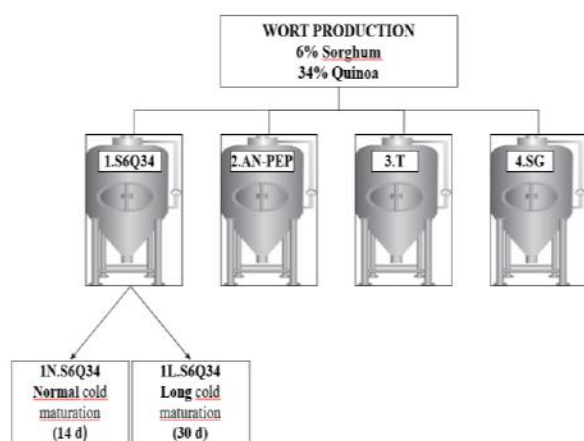 WORT PRODUCTION
6% Sorghum
34% Quinoa
1.S6Q34
2.AN-PEP
3.T
4.SG
1N.S6Q34
Normal cold
maturation
(14 d)
1L.S6Q34
Long cold
maturation
(30 d)